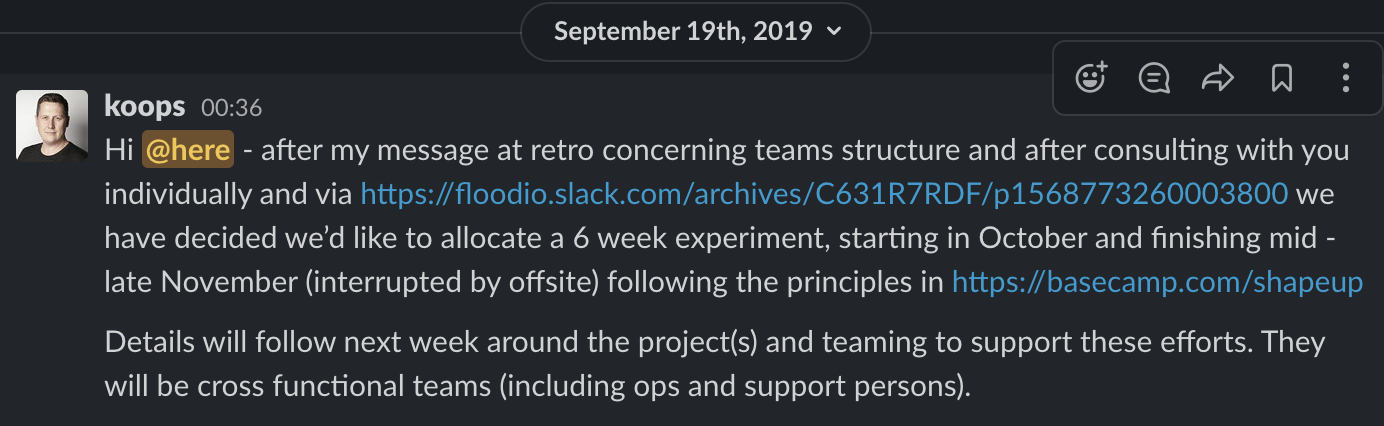 September 19th, 2019
koops 00:36
Hi @here - after my message at retro concerning teams structure and after consulting with you
individually and via https://floodio.slack.com/archives/C631R7RDF/p1568773260003800 we
have decided we’d like to allocate a 6 week experiment, starting in October and finishing mid -
late November (interrupted by offsite) following the principles in https://basecamp.com/shapeup
Details will follow next week around the project(s) and teaming to support these efforts. They
will be cross functional teams (including ops and support persons).